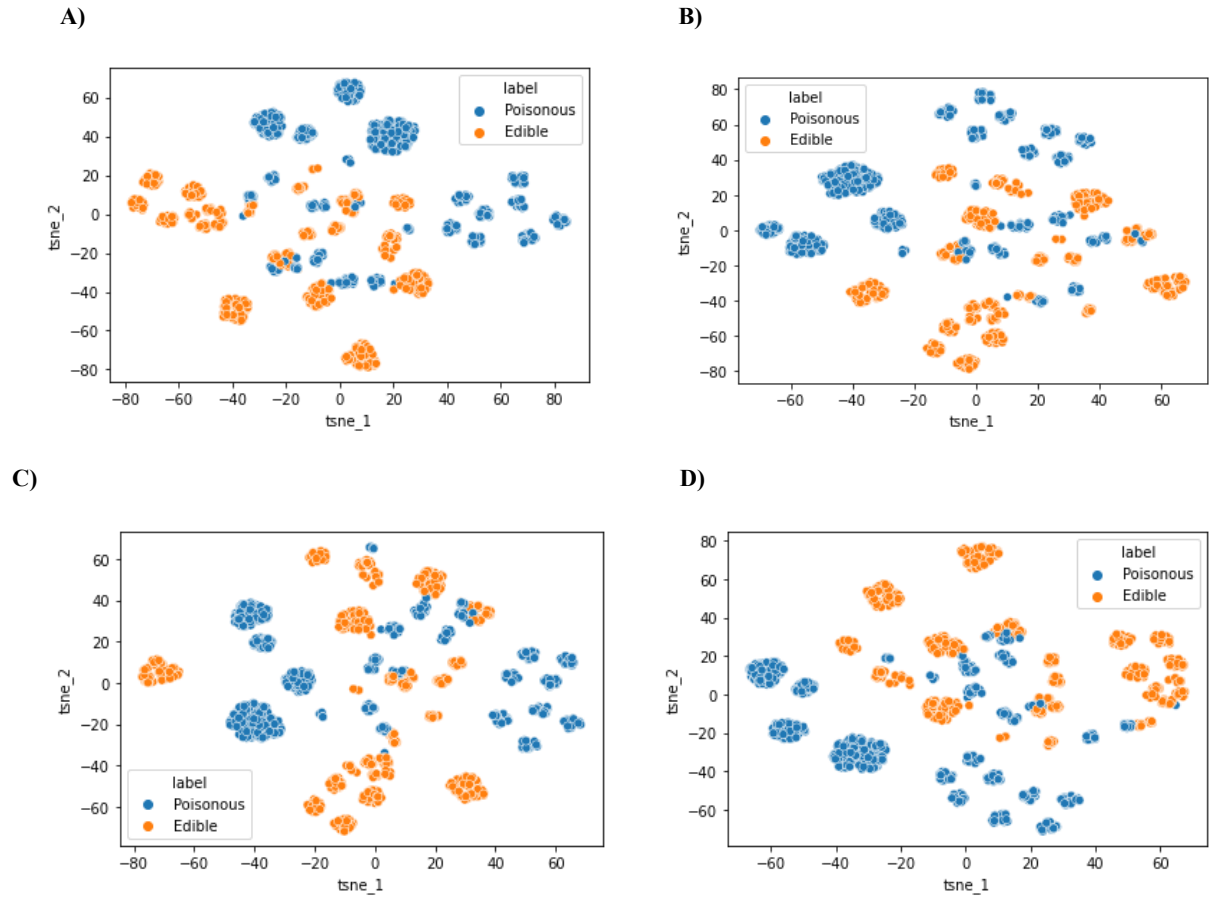 A)
B)
label
Poisonous
Edible
60
40
20
0
−20
−40
−60
−80
tsne_2
−80 −60 −40 −20 0 20 40 60 80
tsne_1
label
Poisonous
Edible
80
60
40
20
0
−20
−40
−60
−80
tsne_2
−60 −40 −20 0 20 40 60
tsne_1
C)
D)
label
Poisonous
Edible
60
40
20
0
−20
−40
−60
tsne_2
−80 −60 −40 −20 0 20 40 60
tsne_1
label
Poisonous
Edible
80
60
40
20
0
−20
−40
−60
tsne_2
−60 −40 −20 0 20 40 60
tsne_1